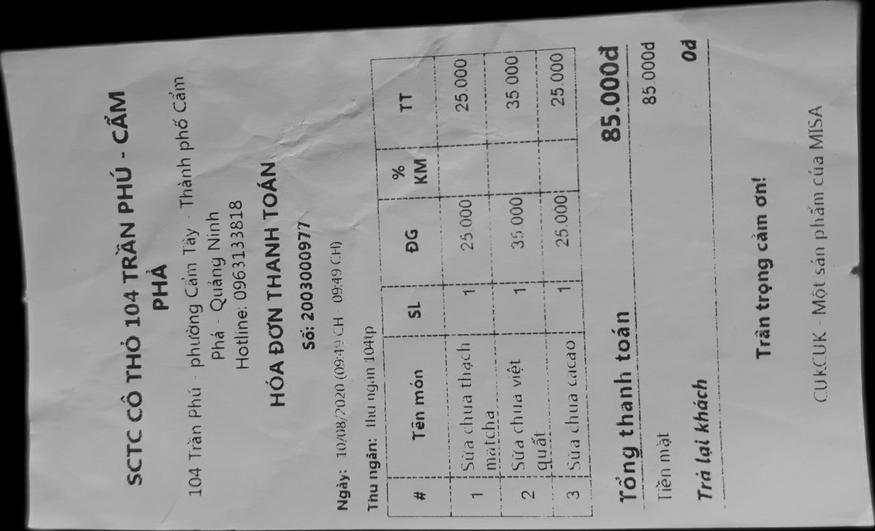 SCTC CÔ THỎ 104 TRẦN PHÚ - CẨM
PHẢ
104 Trần Phú - phường Cẩm Tây - Thành phố Cẩm
Phả - Quảng Ninh
Hotline: 0963133818
HÓA ĐƠN THANH TOÁN
Số: 2003000977
Ngày: 10/08/2020 (09:49 CH - 09:49 CH)
Thu ngân: thu ngan 104tp
# Tên món SL ĐG % KM TT
1 Sữa chua thạch 1 25.000 25.000
matcha
2 Sữa chua việt 1 35.000 35.000
quất
3 Sữa chua cacao 1 25.000 25.000
Tổng thanh toán 85.000đ
Tiền mặt 85.000đ
Trả lại khách 0đ
Trân trọng cảm ơn!
CUKCUK - Một sản phẩm của MISA